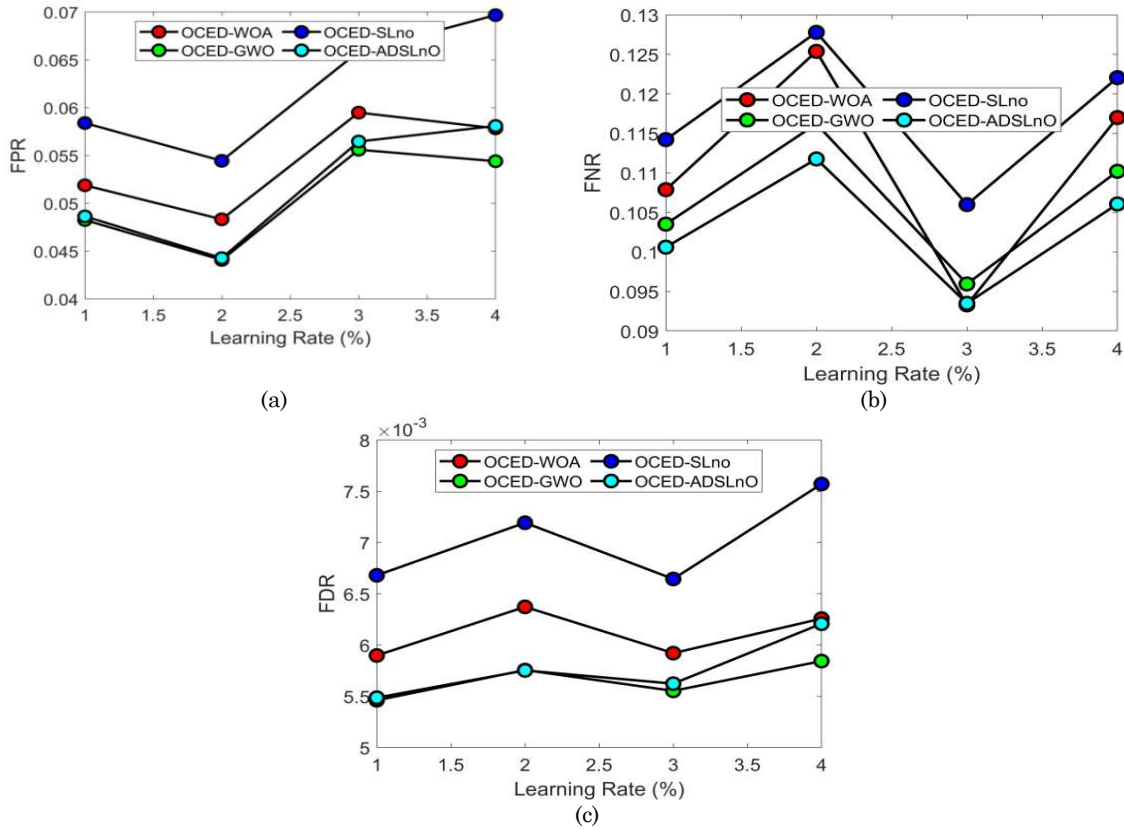 0.07
0.065
0.06
0.055
0.05
0.045
0.04
FPR
OCED-WOA OCED-SLno
OCED-GWO OCED-ADSLnO
1 1.5 2 2.5 3 3.5 4
Learning Rate (%)
(a)
0.13
0.125
0.12
0.115
0.11
0.105
0.1
0.095
0.09
FNR
OCED-WOA OCED-SLno
OCED-GWO OCED-ADSLnO
1 1.5 2 2.5 3 3.5 4
Learning Rate (%)
(b)
×10⁻³
8
7.5
7
6.5
6
5.5
5
FDR
OCED-WOA OCED-SLno
OCED-GWO OCED-ADSLnO
1 1.5 2 2.5 3 3.5 4
Learning Rate (%)
(c)